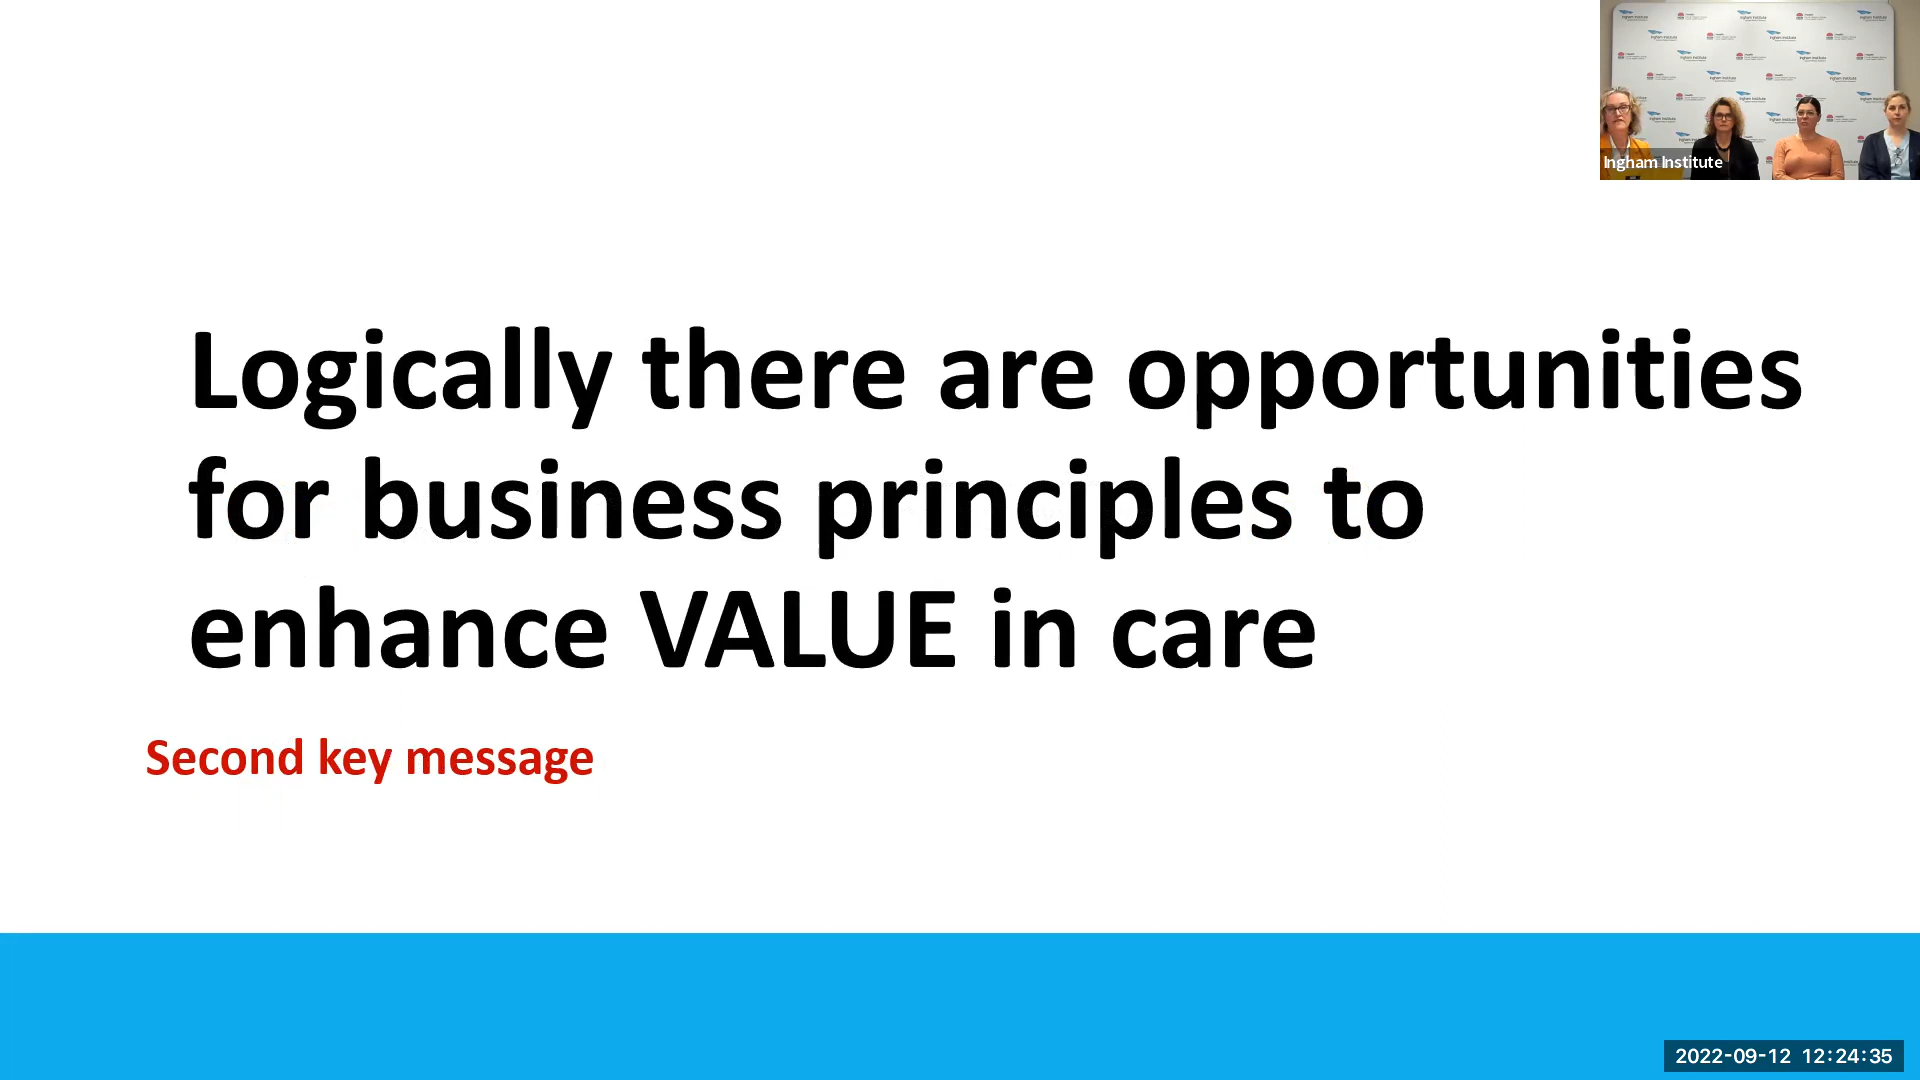 Ingham Institute
Logically there are opportunities
for business principles to
enhance VALUE in care
Second key message
2022-09-12 12:24:35